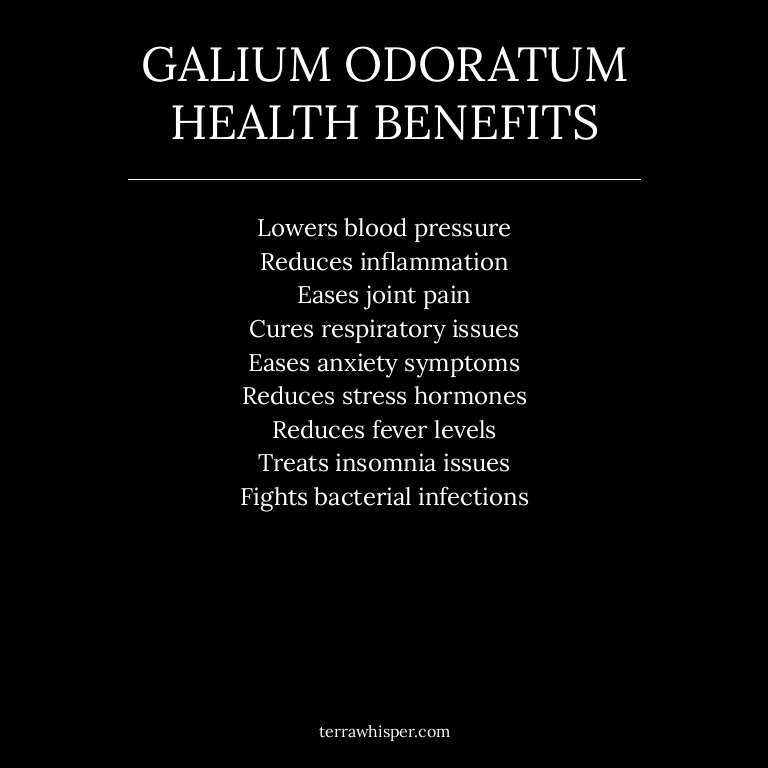 GALIUM ODORATUM
HEALTH BENEFITS
Lowers blood pressure
Reduces inflammation
Eases joint pain
Cures respiratory issues
Eases anxiety symptoms
Reduces stress hormones
Reduces fever levels
Treats insomnia issues
Fights bacterial infections
terrawhisper.com